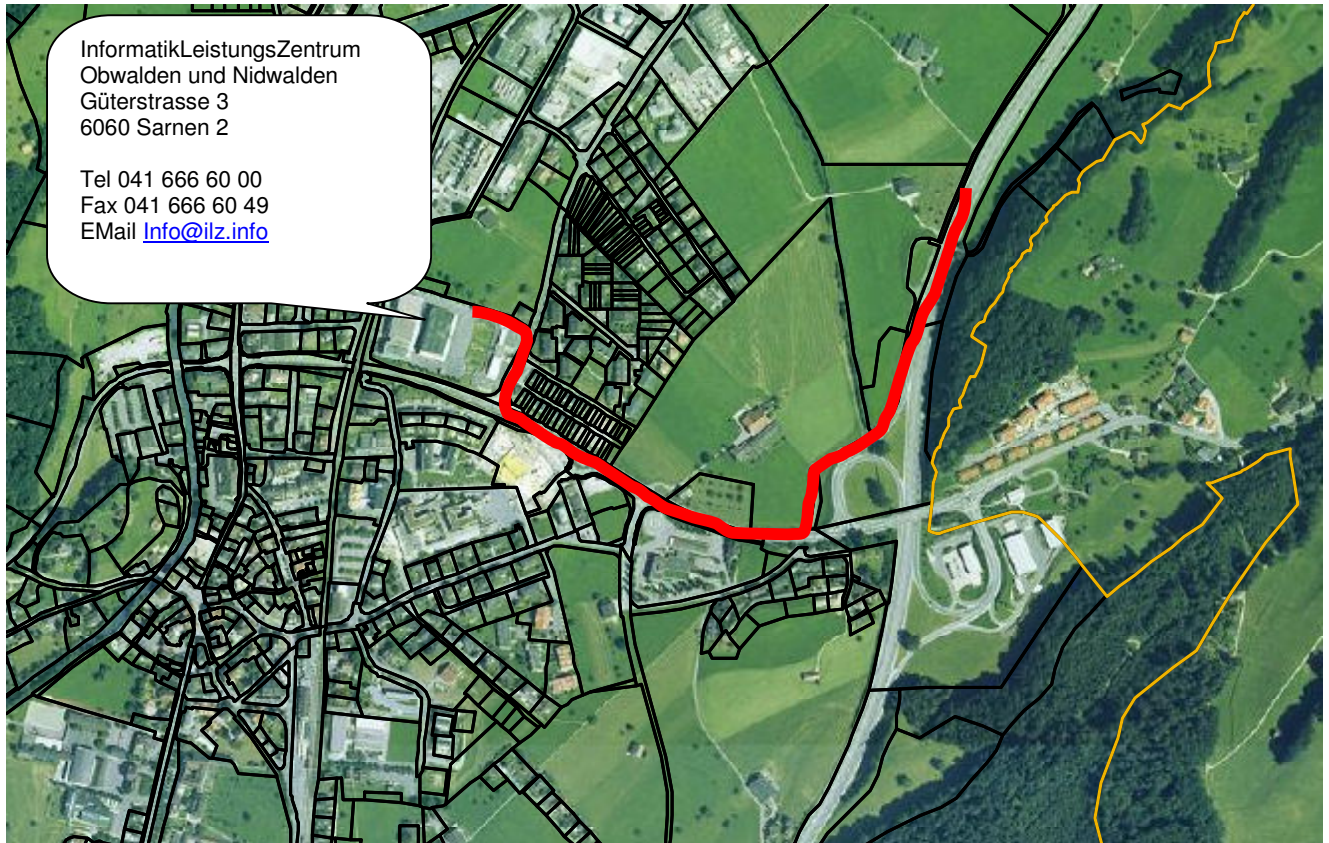 InformatikLeistungsZentrum
Obwalden und Nidwalden
Güterstrasse 3
6060 Sarnen 2
Tel 041 666 60 00
Fax 041 666 60 49
EMail Info@ilz.info